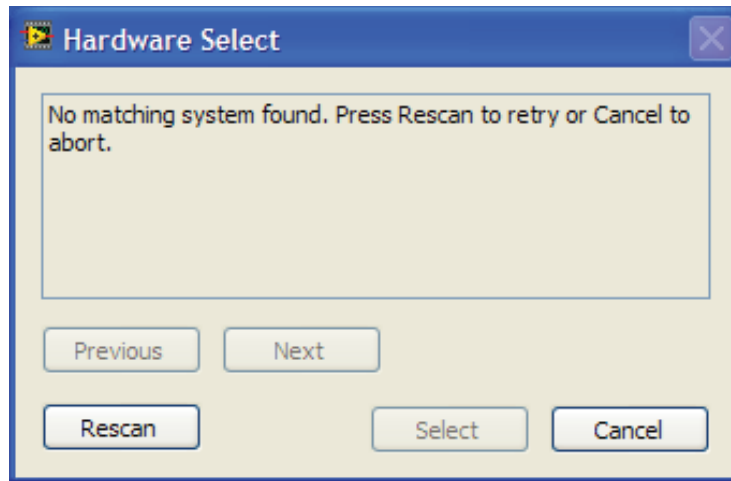 Hardware Select
No matching system found. Press Rescan to retry or Cancel to
abort.
Previous Next
Rescan Select Cancel